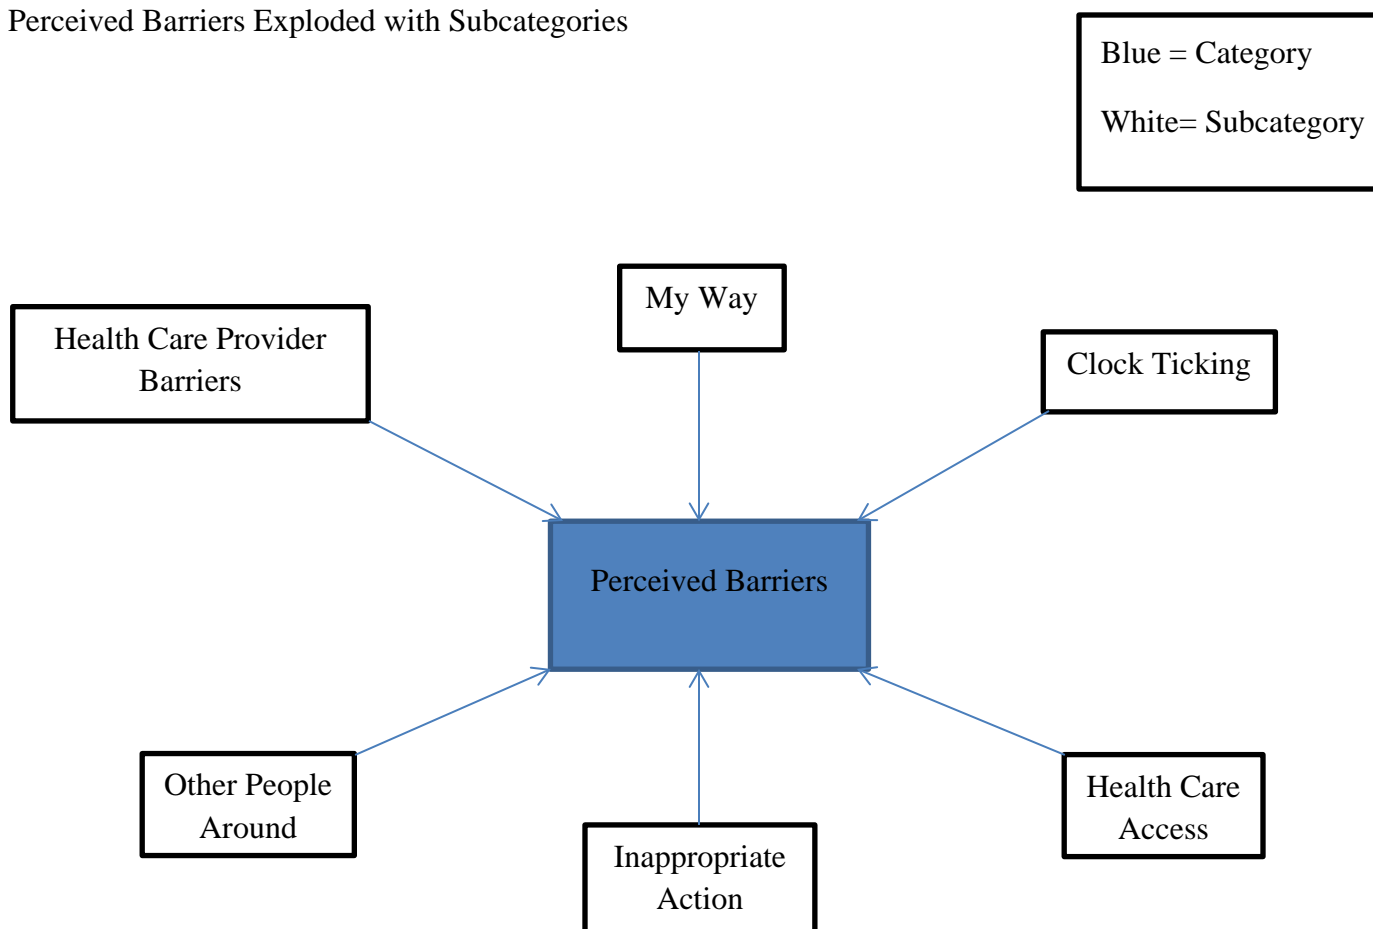 Perceived Barriers Exploded with Subcategories
Blue = Category
White= Subcategory
My Way
Health Care Provider
Barriers
Clock Ticking
Perceived Barriers
Other People
Around
Inappropriate
Action
Health Care
Access